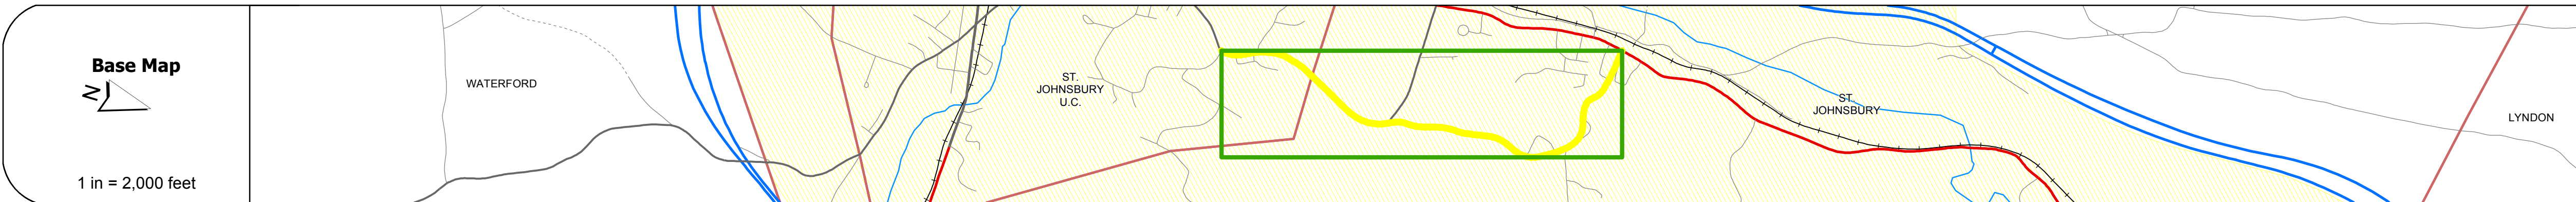 Base Map
N
1 in = 2,000 feet
WATERFORD
ST.
JOHNSBURY
U.C.
ST
JOHNSBURY
LYNDON